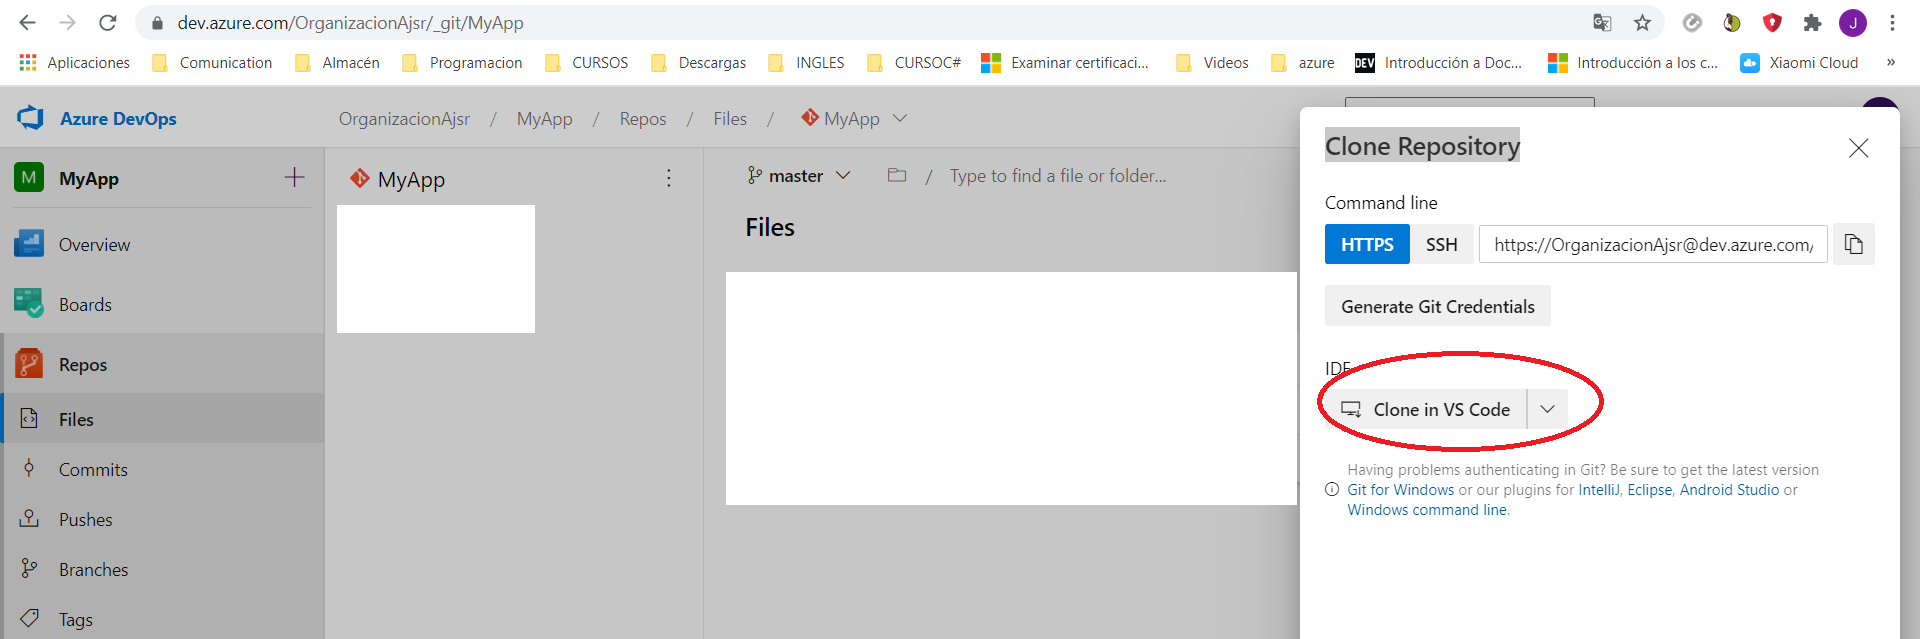 dev.azure.com/OrganizacionAjsr/_git/MyApp
J
Aplicaciones Comunication Almacén Programacion CURSOS Descargas INGLES CURSOC# Examinar certificaci... Videos azure DEV Introducción a Doc... Introducción a los c... Xiaomi Cloud »
Azure DevOps
OrganizacionAjsr / MyApp / Repos / Files / MyApp
M MyApp
Overview
Boards
Repos
Files
Commits
Pushes
Branches
Tags
MyApp
master / Type to find a file or folder...
Files
Clone Repository
Command line
HTTPS SSH https://OrganizacionAjsr@dev.azure.com/
Generate Git Credentials
IDE
Clone in VS Code
Having problems authenticating in Git? Be sure to get the latest version
Git for Windows or our plugins for IntelliJ, Eclipse, Android Studio or
Windows command line.